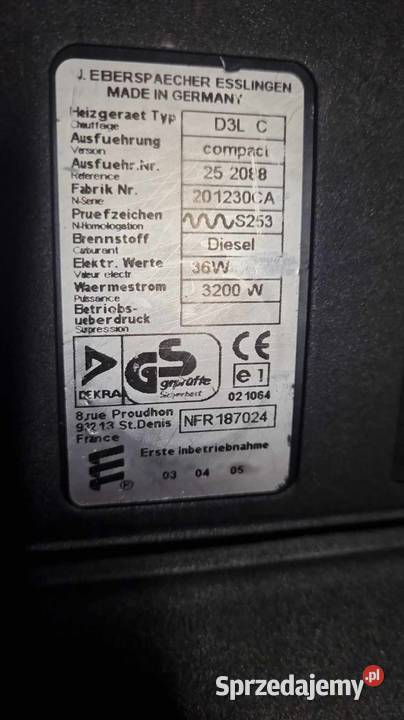 J. EBERSPAECHER ESSLINGEN
MADE IN GERMANY
Heizgeraet Typ D3L C
Chauffage
Ausfuehrung compact
Version
Ausfuehr.Nr. 25 2088
Reference
Fabrik Nr. 201230CA
N-Serie
Pruefzeichen S253
N-Homologation
Brennstoff Diesel
Carburant
Elektr. Werte 36W
Valeur electr
Waermestrom 3200 W
Puissance
Betriebs-
ueberdruck
Supression
DEKRA
GS
geprüfte
Sicherheit
CE
e1
021064
8,rue Proudhon
93213 St.Denis
France
NFR 187024
Erste Inbetriebnahme
03 04 05
®
Sprzedajemy.pl